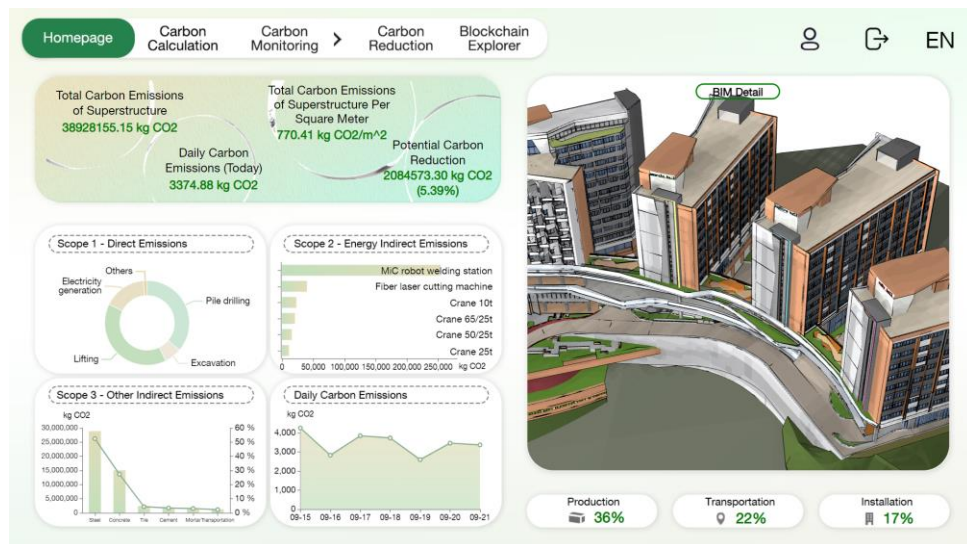 Homepage
Carbon
Calculation
Carbon
Monitoring
Carbon
Reduction
Blockchain
Explorer
EN
Total Carbon Emissions
of Superstructure
38928155.15 kg CO2
Total Carbon Emissions
of Superstructure Per
Square Meter
770.41 kg CO2/m^2
Daily Carbon
Emissions (Today)
3374.88 kg CO2
Potential Carbon
Reduction
2084573.30 kg CO2
(5.39%)
BIM Detail
Scope 1 - Direct Emissions
Others
Electricity
generation
Pile drilling
Lifting
Excavation
Scope 2 - Energy Indirect Emissions
MiC robot welding station
Fiber laser cutting machine
Crane 10t
Crane 65/25t
Crane 50/25t
Crane 25t
0 50,000 100,000 150,000 200,000 250,000 kg CO2
Scope 3 - Other Indirect Emissions
kg CO2
30,000,000 60 %
25,000,000 50 %
20,000,000 40 %
15,000,000 30 %
10,000,000 20 %
5,000,000 10 %
0 0 %
Steel Concrete Tile Cement Mortar Transportation
Daily Carbon Emissions
kg CO2
4,000
3,000
2,000
1,000
0
09-15 09-16 09-17 09-18 09-19 09-20 09-21
Production
36%
Transportation
22%
Installation
17%